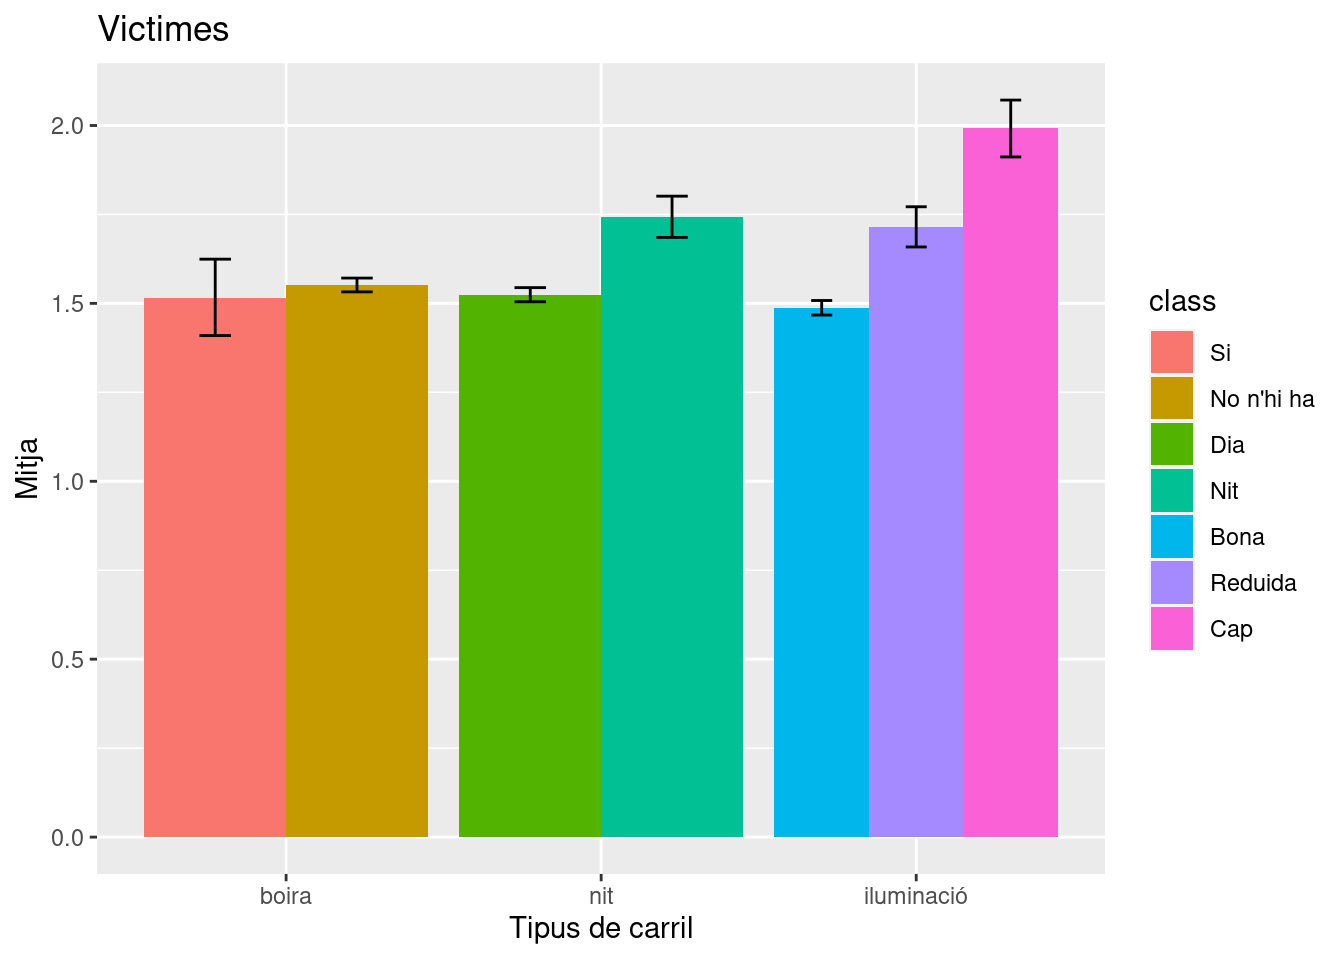 Victimes
Mitja
2.0
1.5
1.0
0.5
0.0
boira
nit
iluminació
Tipus de carril
class
Si
No n'hi ha
Dia
Nit
Bona
Reduida
Cap